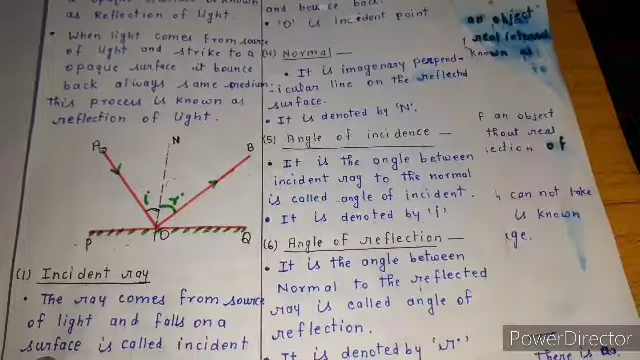 as Reflection of Light.
• When light comes from source
of light and strike to a
opaque surface it bounce
back always same medium
This process is known as
reflection of light.
A
N
B
i
r
P
O
Q
(1) Incident ray
• The ray comes from source
of light and falls on a
surface is called incident
and bounce back.
• 'O' is Incident point
(4) Normal —
• It is imagenary perpend-
icular line on the reflected
surface.
• It is denoted by 'N'.
(5) Angle of incidence —
• It is the angle between
incident ray to the normal
is called angle of incident.
• It is denoted by 'i'
(6) Angle of reflection —
• It is the angle between
Normal to the reflected
ray is called angle of
reflection.
• It is denoted by 'r'
an object
real
known as
an object
thout real
lection of
can not take
is known
ge.
There is
PowerDirector